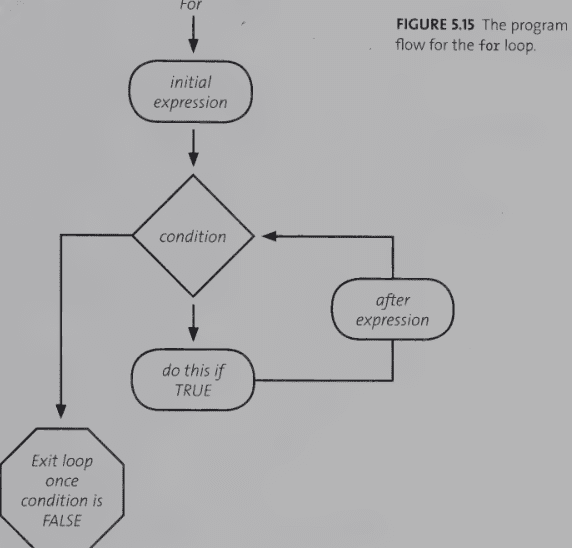 For
FIGURE 5.15 The program
flow for the for loop.
initial
expression
condition
after
expression
do this if
TRUE
Exit loop
once
condition is
FALSE